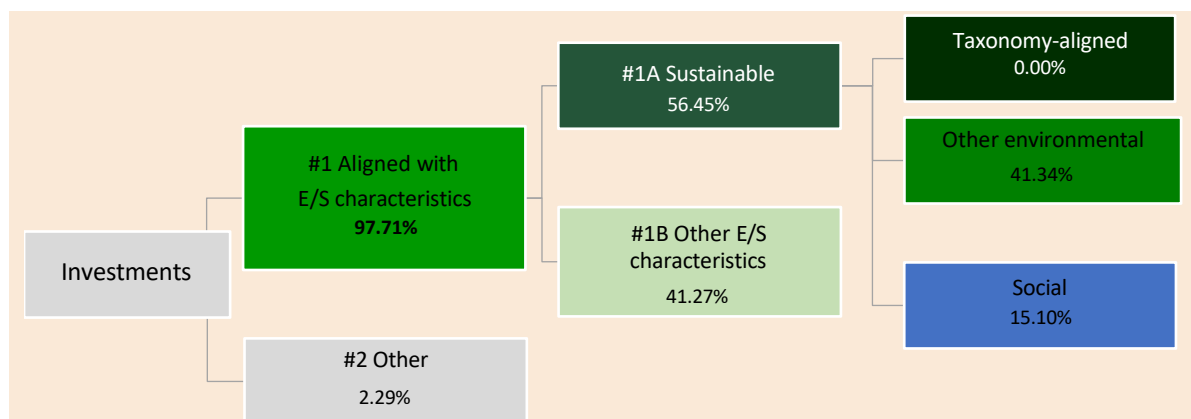 Investments
#1 Aligned with
E/S characteristics
97.71%
#2 Other
2.29%
#1A Sustainable
56.45%
#1B Other E/S
characteristics
41.27%
Taxonomy-aligned
0.00%
Other environmental
41.34%
Social
15.10%